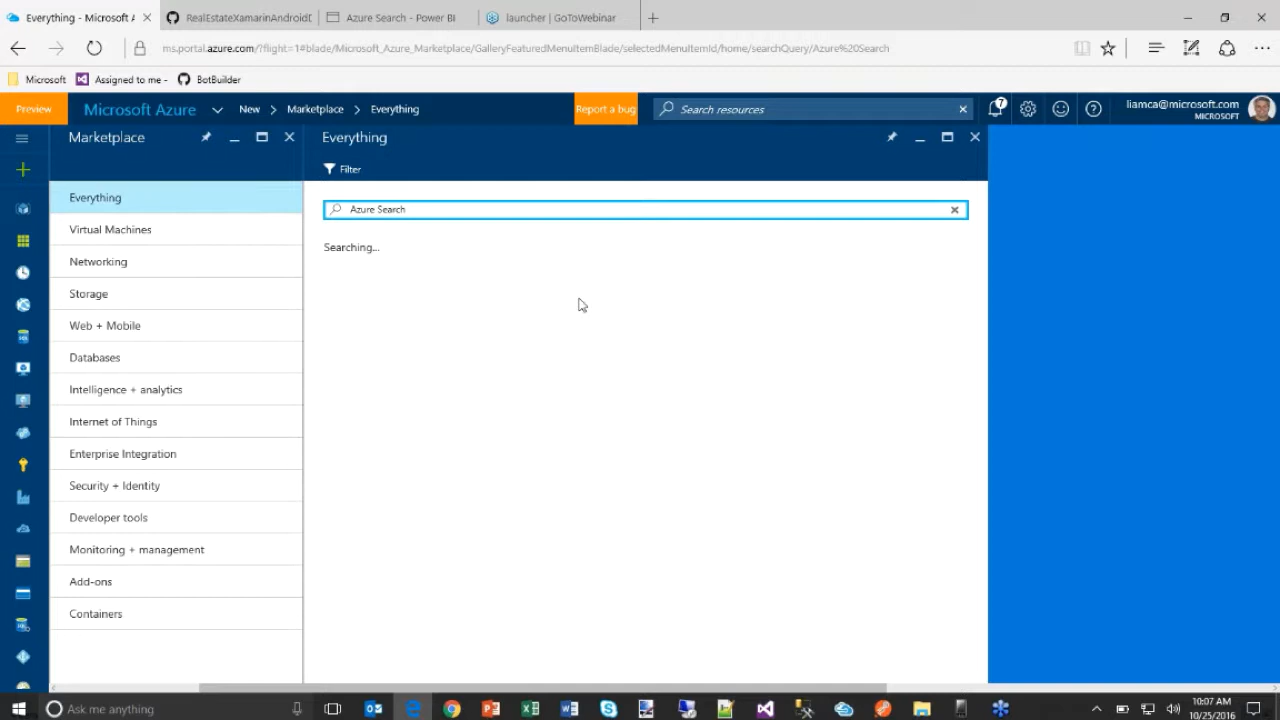 Everything - Microsoft A
RealEstateXamarinAndroidD
Azure Search - Power BI
launcher | GoToWebinar
ms.portal.azure.com/?flight=1#blade/Microsoft_Azure_Marketplace/GalleryFeaturedMenuItemBlade/selectedMenuItemId/home/searchQuery/Azure%20Search
Microsoft
Assigned to me -
BotBuilder
Preview
Microsoft Azure
New > Marketplace > Everything
Report a bug
Search resources
7
liamca@microsoft.com
MICROSOFT
Marketplace
Everything
Virtual Machines
Networking
Storage
Web + Mobile
Databases
Intelligence + analytics
Internet of Things
Enterprise Integration
Security + Identity
Developer tools
Monitoring + management
Add-ons
Containers
Everything
Filter
Azure Search
Searching...
Ask me anything
10:07 AM
10/25/2016